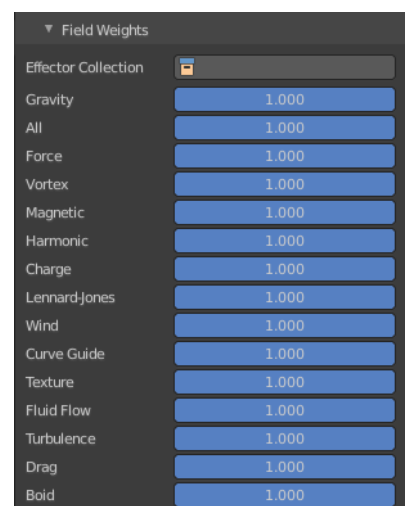 Field Weights
Effector Collection
Gravity 1.000
All 1.000
Force 1.000
Vortex 1.000
Magnetic 1.000
Harmonic 1.000
Charge 1.000
Lennard-Jones 1.000
Wind 1.000
Curve Guide 1.000
Texture 1.000
Fluid Flow 1.000
Turbulence 1.000
Drag 1.000
Boid 1.000